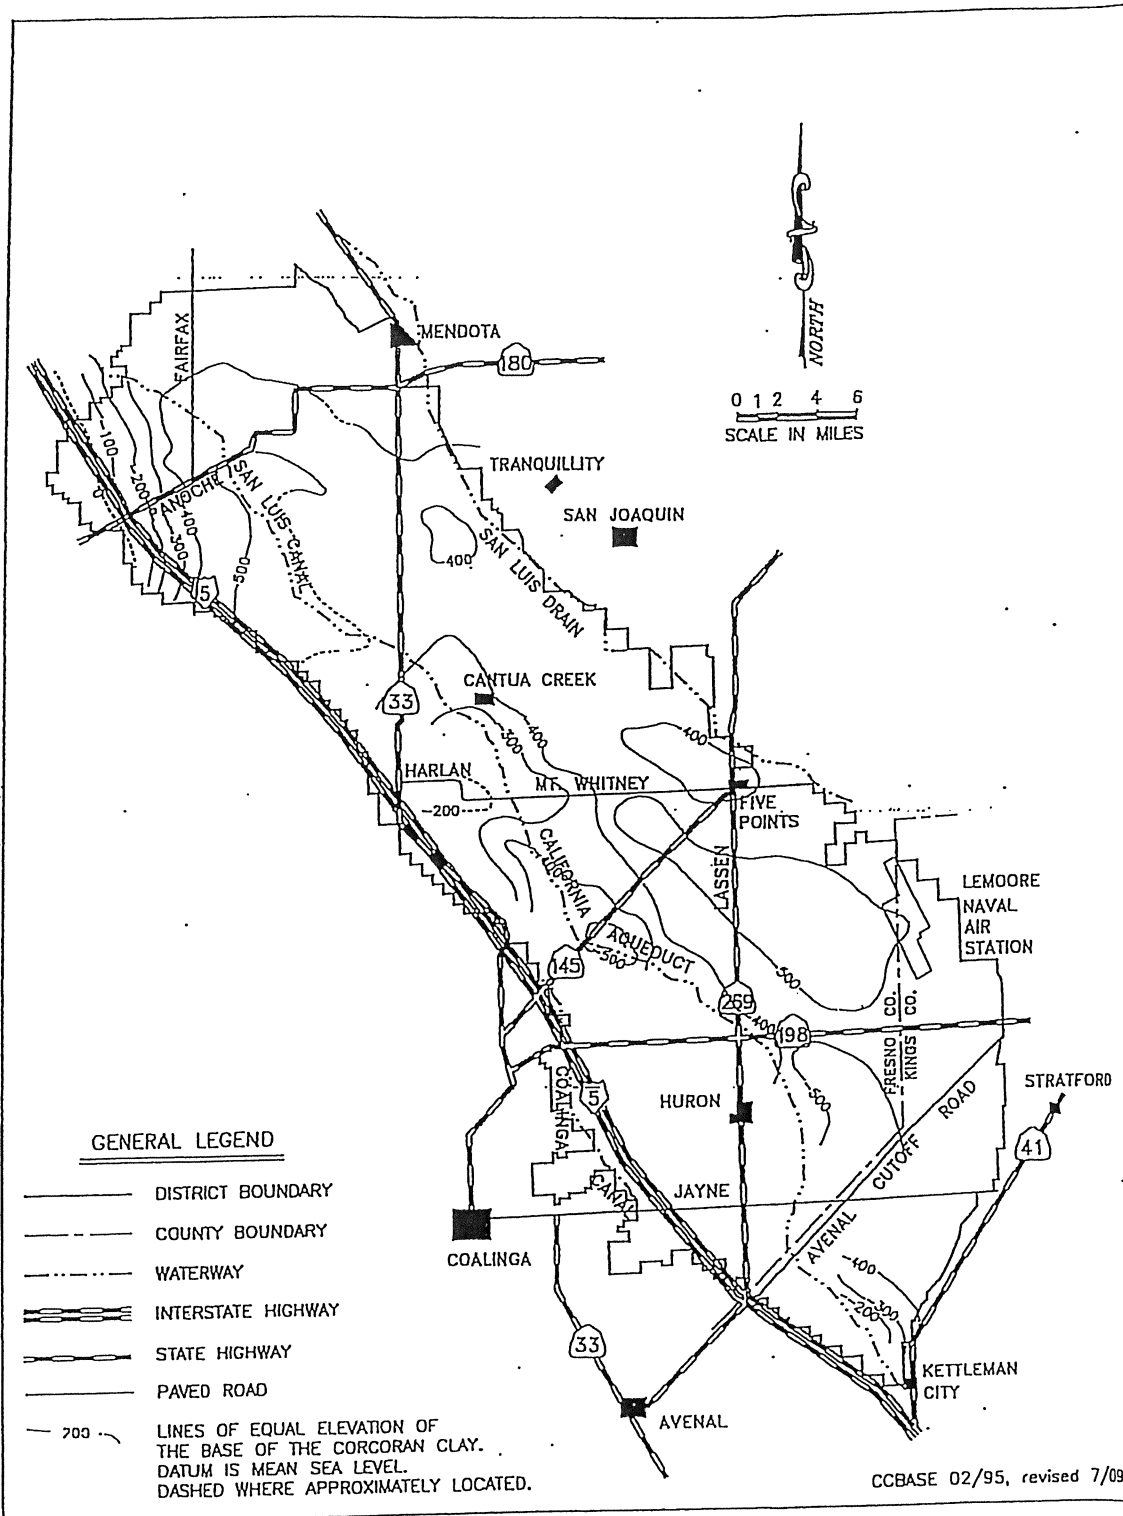 NORTH
0 1 2 4 6
SCALE IN MILES
MENDOTA
180
FAIRFAX
TRANQUILLITY
SAN JOAQUIN
PANOCHE
SAN LUIS CANAL
SAN LUIS DRAIN
-100
-200
-400
-300
-500
0
-400
5
CANTUA CREEK
33
-300
-400
-400
HARLAN
MT. WHITNEY
-200
FIVE
POINTS
CALIFORNIA
AQUEDUCT
-400
-500
LASSEN
145
-500
LEMOORE
NAVAL
AIR
STATION
269
-400
198
FRESNO CO.
KINGS CO.
-500
HURON
5
COALINGA
CANAL
AVENAL
CUTOFF
ROAD
STRATFORD
41
JAYNE
COALINGA
-400
-300
-200
33
KETTLEMAN
CITY
AVENAL
GENERAL LEGEND
DISTRICT BOUNDARY
COUNTY BOUNDARY
WATERWAY
INTERSTATE HIGHWAY
STATE HIGHWAY
PAVED ROAD
LINES OF EQUAL ELEVATION OF
THE BASE OF THE CORCORAN CLAY.
DATUM IS MEAN SEA LEVEL.
DASHED WHERE APPROXIMATELY LOCATED.
CCBASE 02/95, revised 7/09